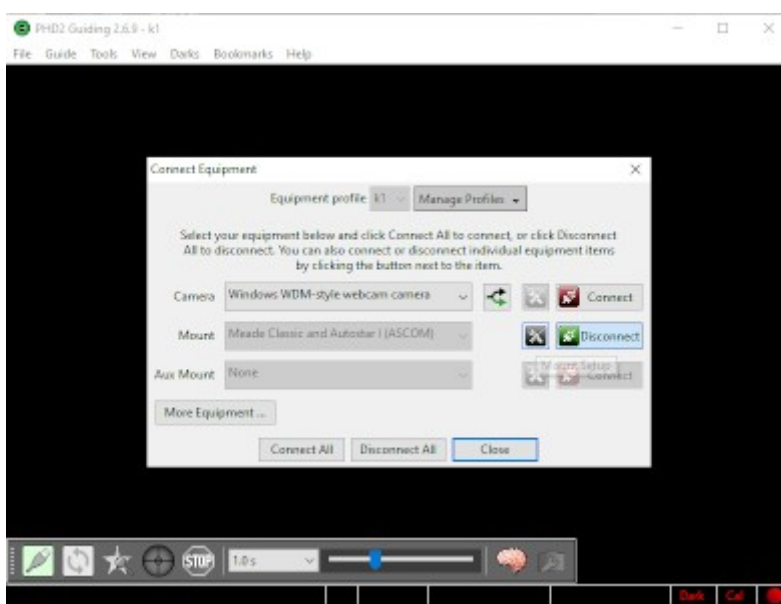 PHD2 Guiding 2.6.9 - k1
File Guide Tools View Darks Bookmarks Help
Connect Equipment
Equipment profile k1 Manage Profiles
Select your equipment below and click Connect All to connect, or click Disconnect
All to disconnect. You can also connect or disconnect individual equipment items
by clicking the button next to the item.
Camera Windows WDM-style webcam camera Connect
Mount Meade Classic and Autostar I (ASCOM) Disconnect
Mount Setup
Aux Mount None Connect
More Equipment ...
Connect All Disconnect All Close
STOP 1.0 s
Dark Cal